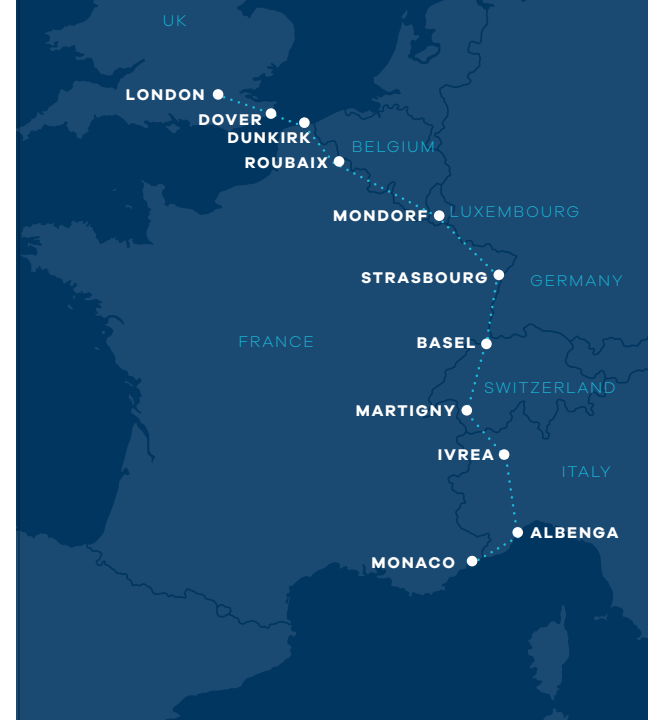 UK
LONDON
DOVER
DUNKIRK
BELGIUM
ROUBAIX
LUXEMBOURG
MONDORF
STRASBOURG
GERMANY
FRANCE
BASEL
SWITZERLAND
MARTIGNY
IVREA
ITALY
ALBENGA
MONACO